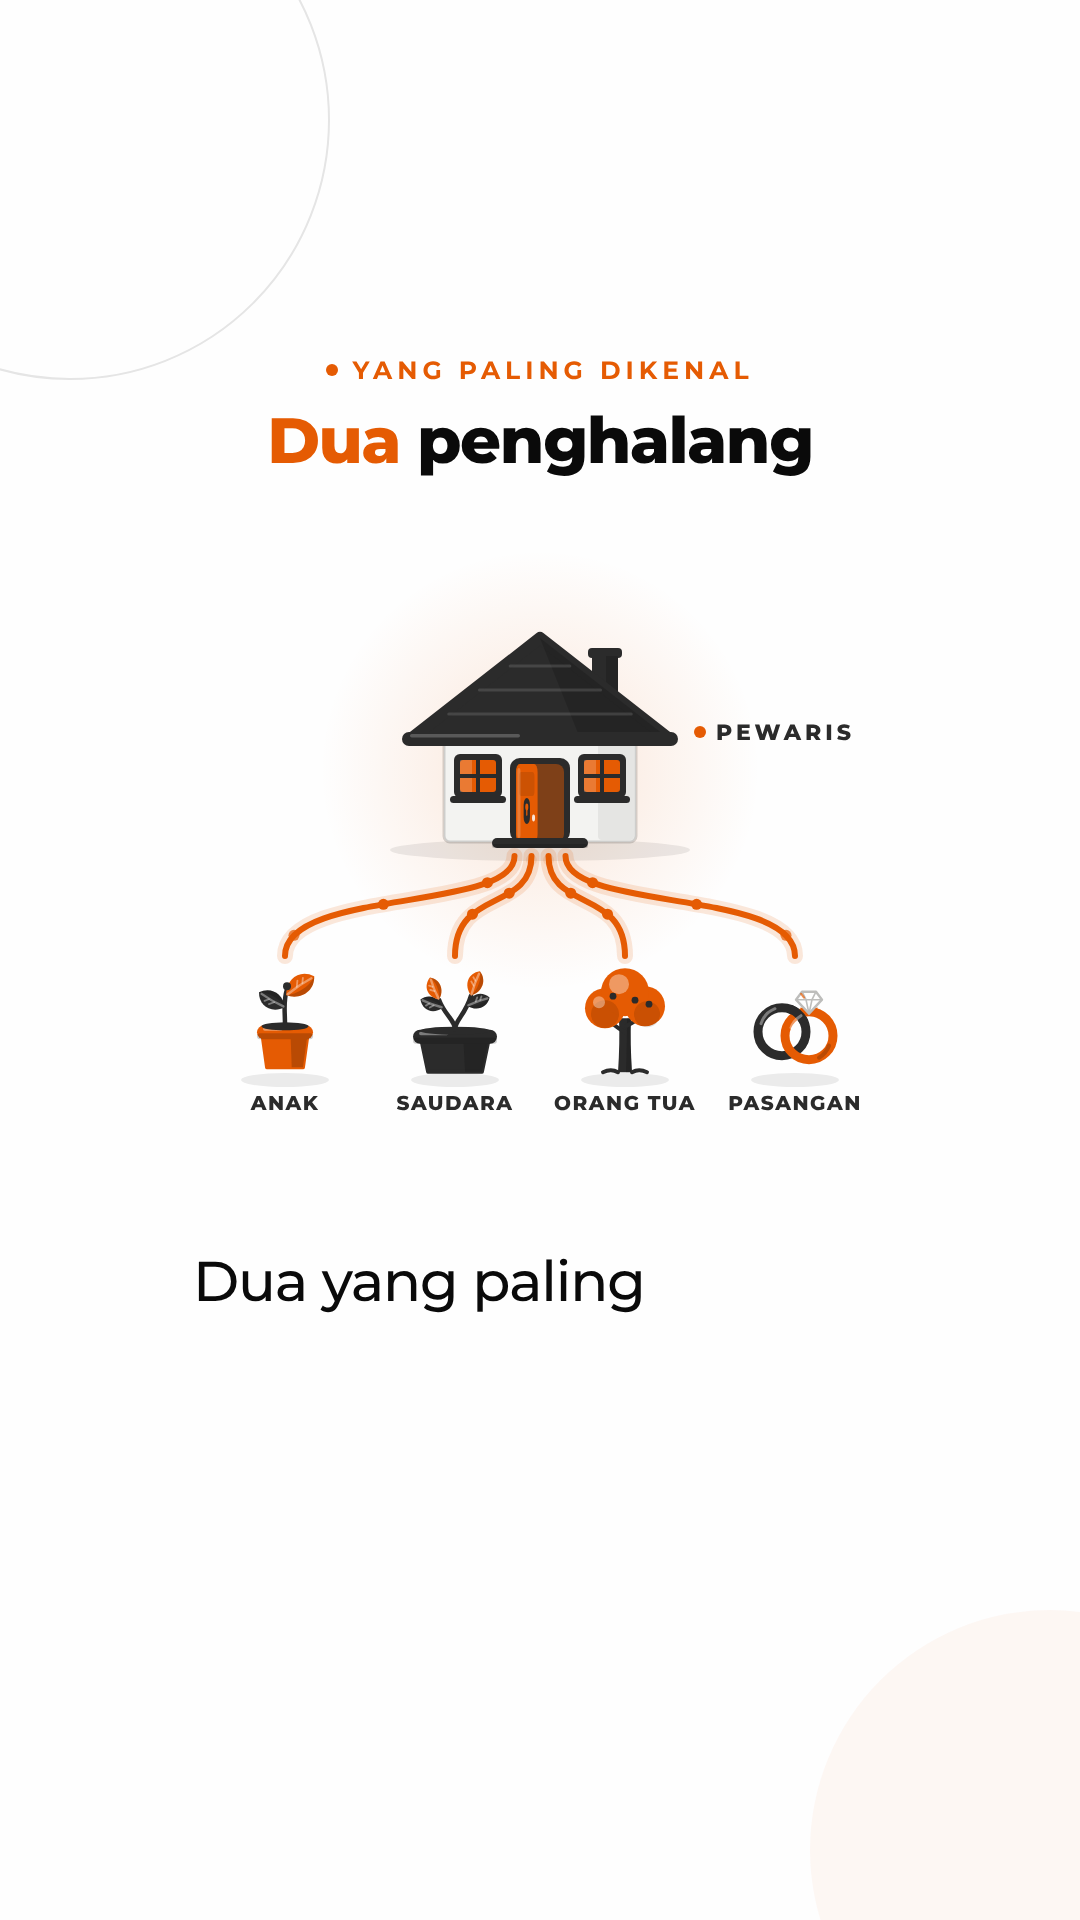 YANG PALING DIKENAL
Dua penghalang
PEWARIS
ANAK
SAUDARA
ORANG TUA
PASANGAN
Dua yang paling